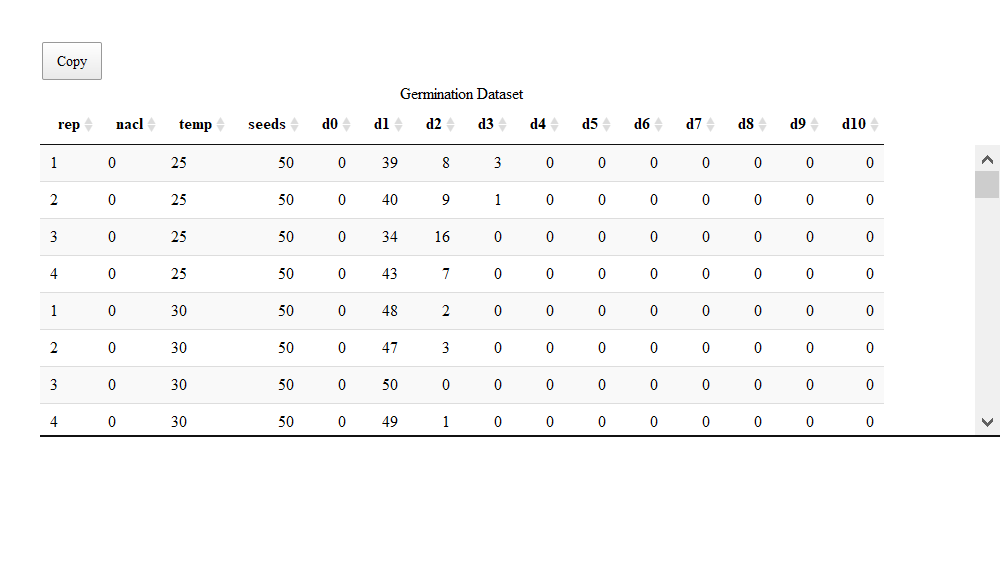 Copy
Germination Dataset
rep nacl temp seeds d0 d1 d2 d3 d4 d5 d6 d7 d8 d9 d10
1 0 25 50 0 39 8 3 0 0 0 0 0 0 0
2 0 25 50 0 40 9 1 0 0 0 0 0 0 0
3 0 25 50 0 34 16 0 0 0 0 0 0 0 0
4 0 25 50 0 43 7 0 0 0 0 0 0 0 0
1 0 30 50 0 48 2 0 0 0 0 0 0 0 0
2 0 30 50 0 47 3 0 0 0 0 0 0 0 0
3 0 30 50 0 50 0 0 0 0 0 0 0 0 0
4 0 30 50 0 49 1 0 0 0 0 0 0 0 0